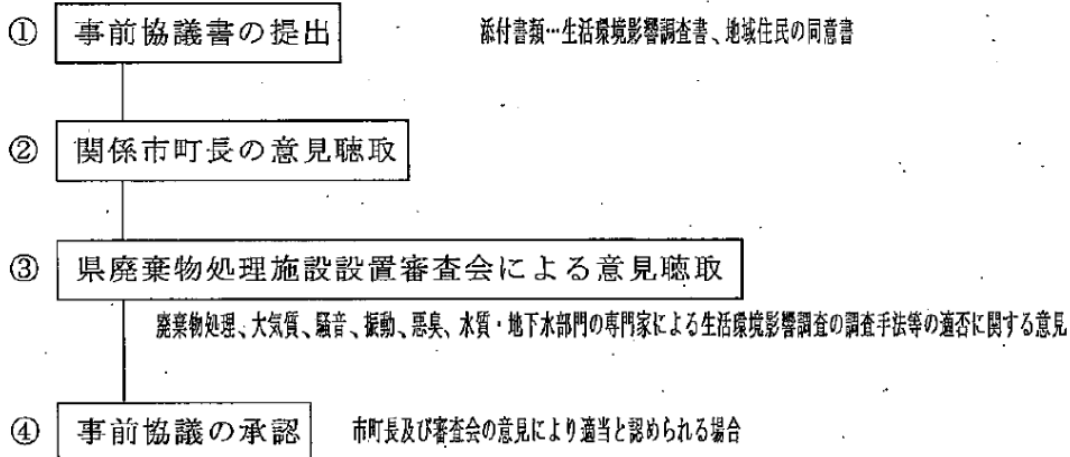 ① 事前協議書の提出 添付書類…生活環境影響調査書、地域住民の同意書
② 関係市町長の意見聴取
③ 県廃棄物処理施設設置審査会による意見聴取
廃棄物処理、大気質、騒音、振動、悪臭、水質・地下水部門の専門家による生活環境影響調査の調査手法等の適否に関する意見
④ 事前協議の承認 市町長及び審査会の意見により適当と認められる場合